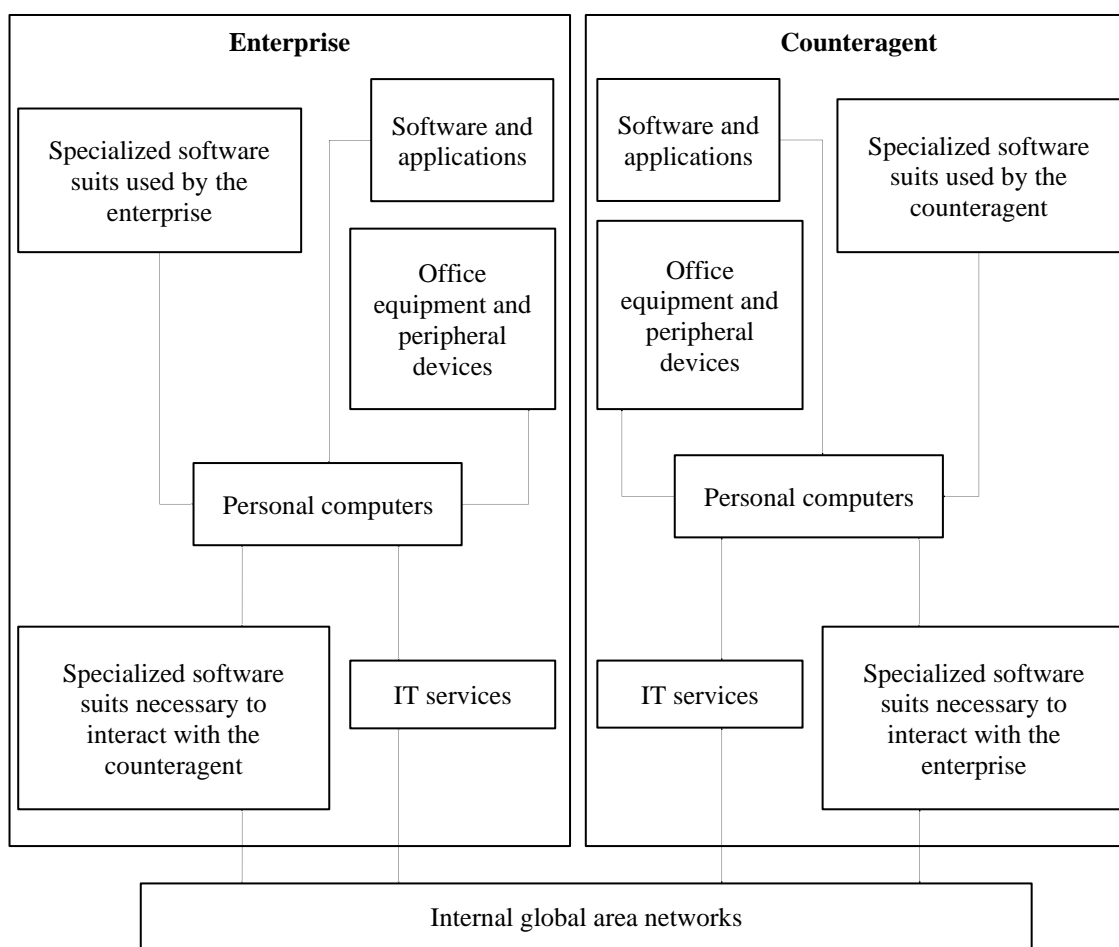 Enterprise
Specialized software
suits used by the
enterprise
Software and
applications
Office
equipment and
peripheral
devices
Personal computers
Specialized software
suits necessary to
interact with the
counteragent
IT services
Counteragent
Software and
applications
Specialized software
suits used by the
counteragent
Office
equipment and
peripheral
devices
Personal computers
IT services
Specialized software
suits necessary to
interact with the
enterprise
Internal global area networks